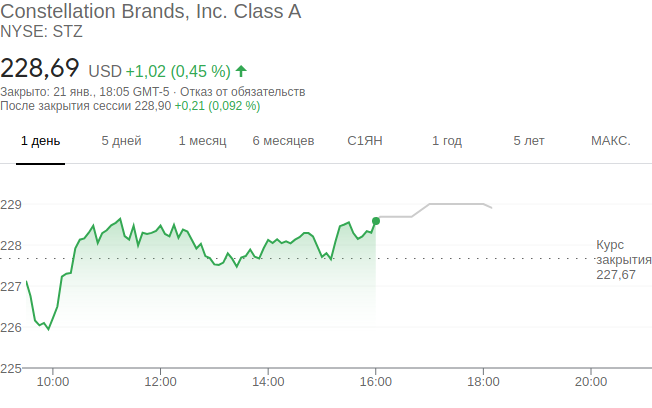 Constellation Brands, Inc. Class A
NYSE: STZ
228,69 USD +1,02 (0,45 %)
Закрыто: 21 янв., 18:05 GMT-5 · Отказ от обязательств
После закрытия сессии 228,90 +0,21 (0,092 %)
1 день 5 дней 1 месяц 6 месяцев С1ЯН 1 год 5 лет МАКС.
229
228
227
226
225
Курс
закрытия
227,67
10:00 12:00 14:00 16:00 18:00 20:00